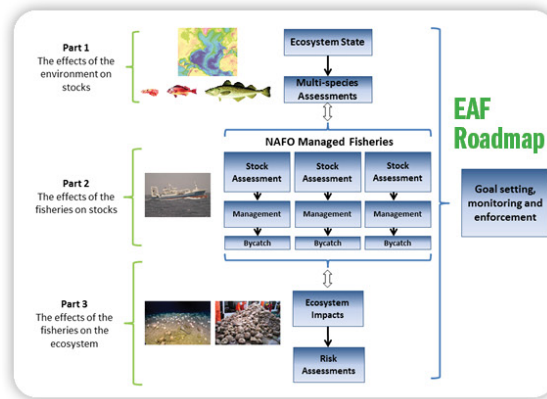 Part 1
The effects of the
environment on
stocks
Ecosystem State
Multi-species
Assessments
EAF
Roadmap
NAFO Managed Fisheries
Part 2
The effects of the
fisheries on stocks
Stock
Assessment
Stock
Assessment
Stock
Assessment
Management
Management
Management
Bycatch
Bycatch
Bycatch
Goal setting,
monitoring and
enforcement
Part 3
The effects of the
fisheries on the
ecosystem
Ecosystem
Impacts
Risk
Assessments